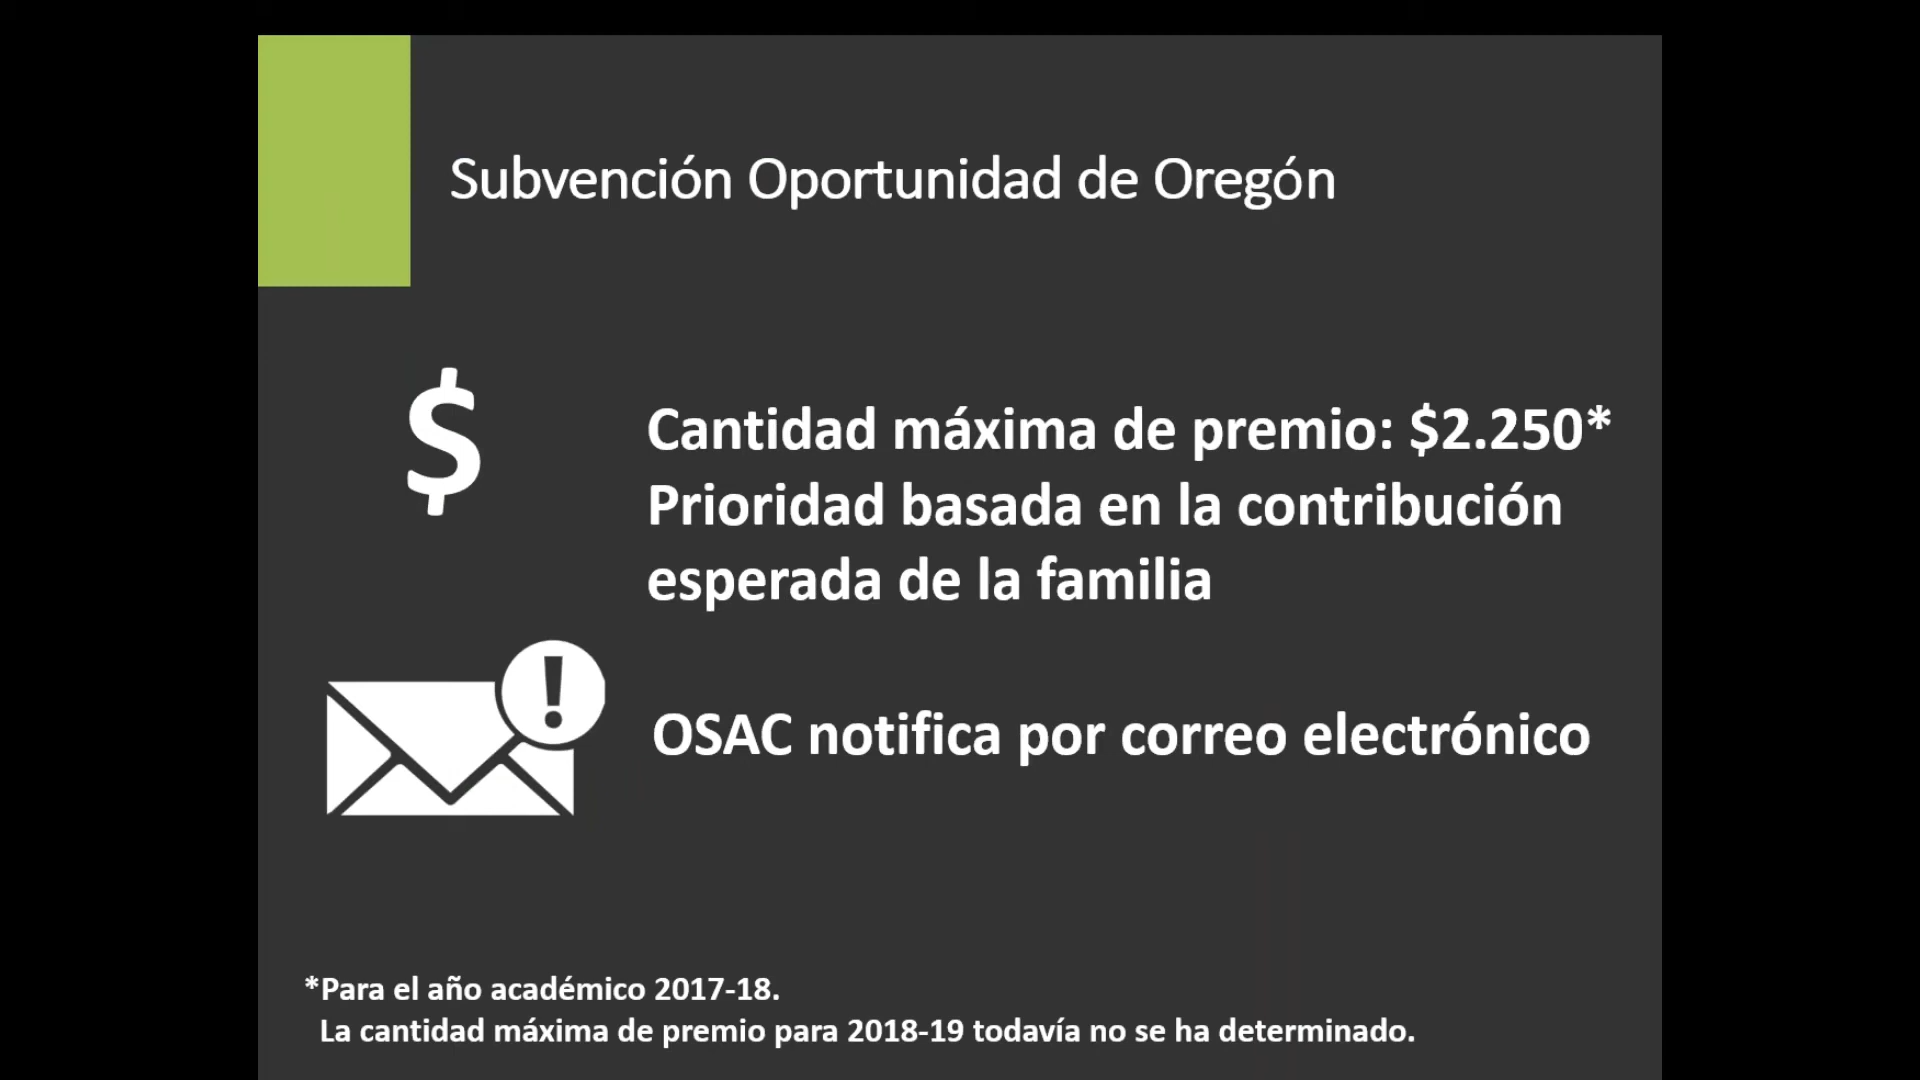 Subvención Oportunidad de Oregón
$
Cantidad máxima de premio: $2.250*
Prioridad basada en la contribución
esperada de la familia
!
OSAC notifica por correo electrónico
*Para el año académico 2017-18.
La cantidad máxima de premio para 2018-19 todavía no se ha determinado.